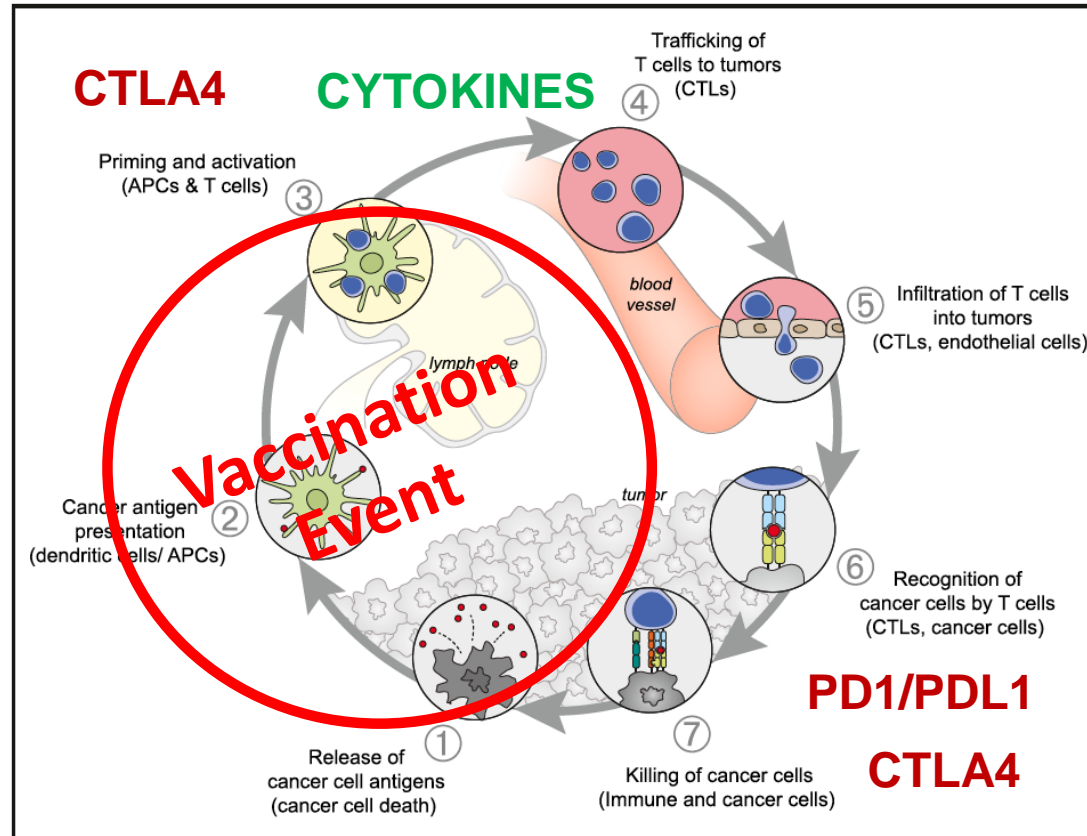 CTLA4
CYTOKINES
Trafficking of
T cells to tumors
(CTLs)
④
Priming and activation
(APCs & T cells)
③
blood
vessel
⑤
Infiltration of T cells
into tumors
(CTLs, endothelial cells)
lymph node
Vaccination
Event
Cancer antigen
presentation
(dendritic cells/ APCs)
②
tumor
⑥
Recognition of
cancer cells by T cells
(CTLs, cancer cells)
PD1/PDL1
CTLA4
①
Release of
cancer cell antigens
(cancer cell death)
⑦
Killing of cancer cells
(Immune and cancer cells)